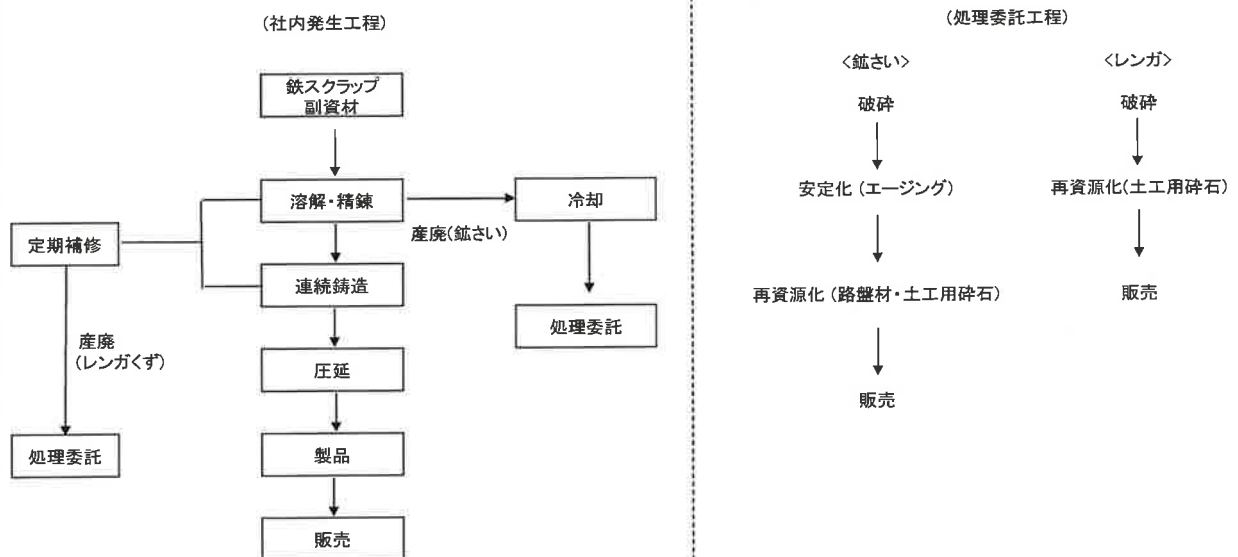 (社内発生工程)
鉄スクラップ
副資材
溶解・精錬
冷却
産廃(鉱さい)
定期補修
連続鋳造
処理委託
産廃
(レンガくず)
圧延
処理委託
製品
販売
(処理委託工程)
<鉱さい>
破砕
安定化(エージング)
再資源化(路盤材・土工用砕石)
販売
<レンガ>
破砕
再資源化(土工用砕石)
販売